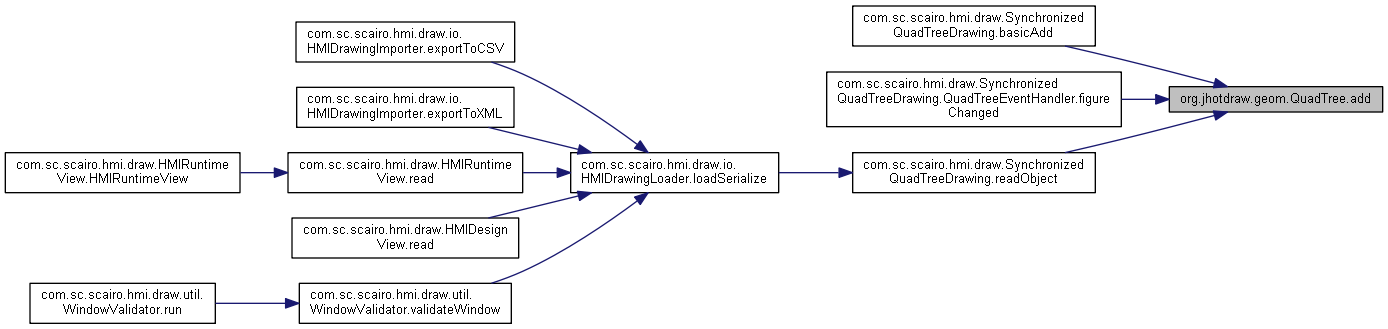 com.sc.scairo.hmi.draw.Synchronized
QuadTreeDrawing.basicAdd
com.sc.scairo.hmi.draw.io.
HMIDrawingImporter.exportToCSV
com.sc.scairo.hmi.draw.Synchronized
QuadTreeDrawing.QuadTreeEventHandler.figure
Changed
org.jhotdraw.geom.QuadTree.add
com.sc.scairo.hmi.draw.io.
HMIDrawingImporter.exportToXML
com.sc.scairo.hmi.draw.HMIRuntime
View.HMIRuntimeView
com.sc.scairo.hmi.draw.HMIRuntime
View.read
com.sc.scairo.hmi.draw.io.
HMIDrawingLoader.loadSerialize
com.sc.scairo.hmi.draw.Synchronized
QuadTreeDrawing.readObject
com.sc.scairo.hmi.draw.HMIDesign
View.read
com.sc.scairo.hmi.draw.util.
WindowValidator.run
com.sc.scairo.hmi.draw.util.
WindowValidator.validateWindow